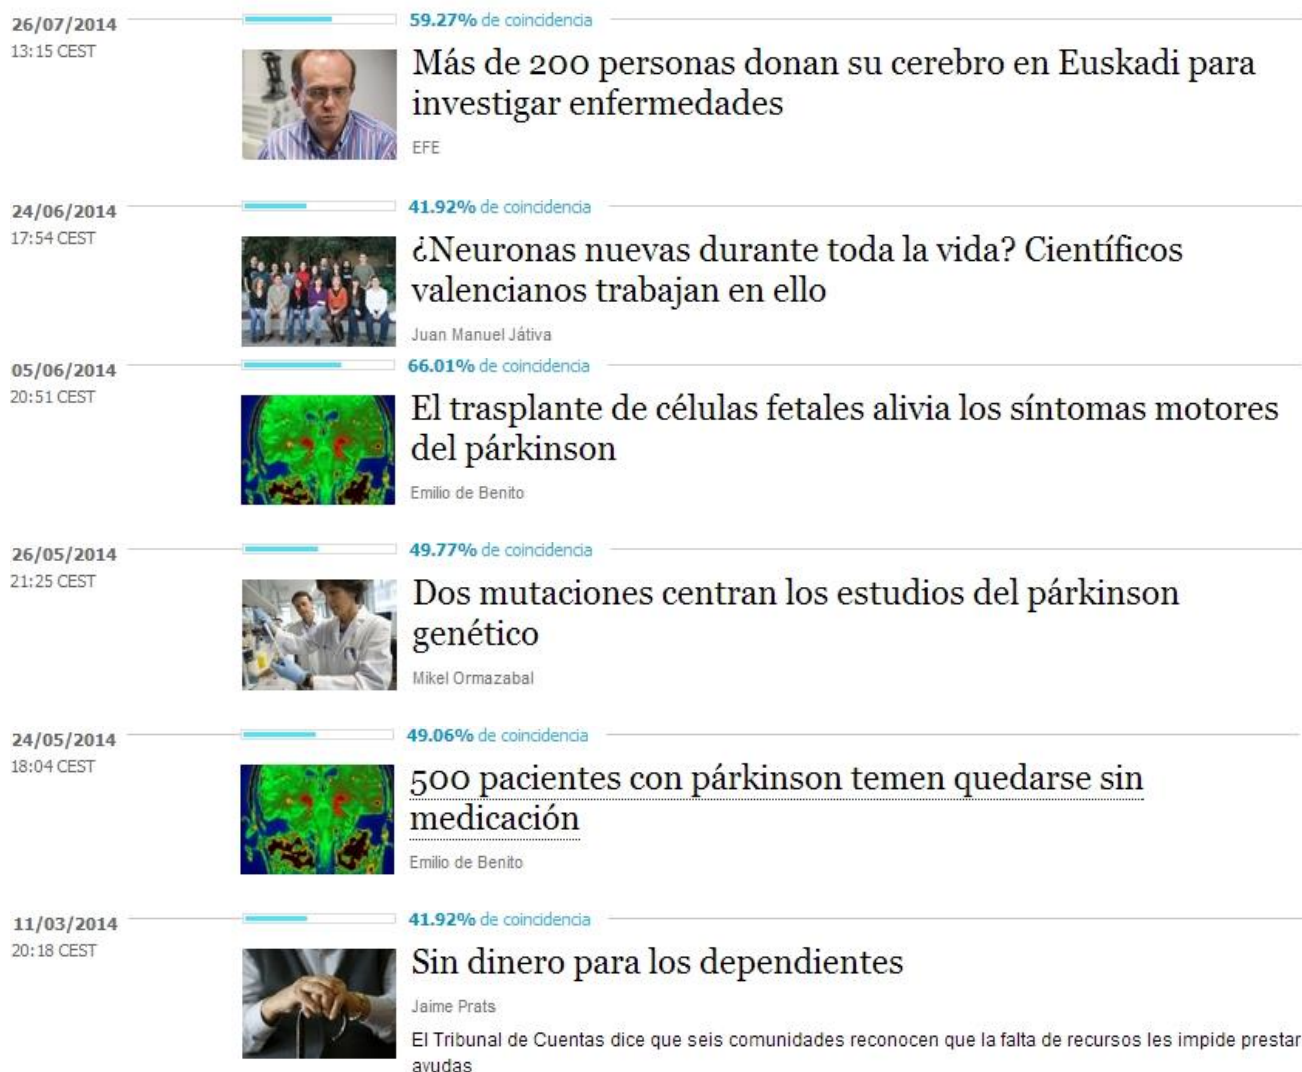 26/07/2014
13:15 CEST
59.27% de coincidencia
Más de 200 personas donan su cerebro en Euskadi para
investigar enfermedades
EFE
24/06/2014
17:54 CEST
41.92% de coincidencia
¿Neuronas nuevas durante toda la vida? Científicos
valencianos trabajan en ello
Juan Manuel Játiva
05/06/2014
20:51 CEST
66.01% de coincidencia
El trasplante de células fetales alivia los síntomas motores
del párkinson
Emilio de Benito
26/05/2014
21:25 CEST
49.77% de coincidencia
Dos mutaciones centran los estudios del párkinson
genético
Mikel Ormazabal
24/05/2014
18:04 CEST
49.06% de coincidencia
500 pacientes con párkinson temen quedarse sin
medicación
Emilio de Benito
11/03/2014
20:18 CEST
41.92% de coincidencia
Sin dinero para los dependientes
Jaime Prats
El Tribunal de Cuentas dice que seis comunidades reconocen que la falta de recursos les impide prestar
ayudas